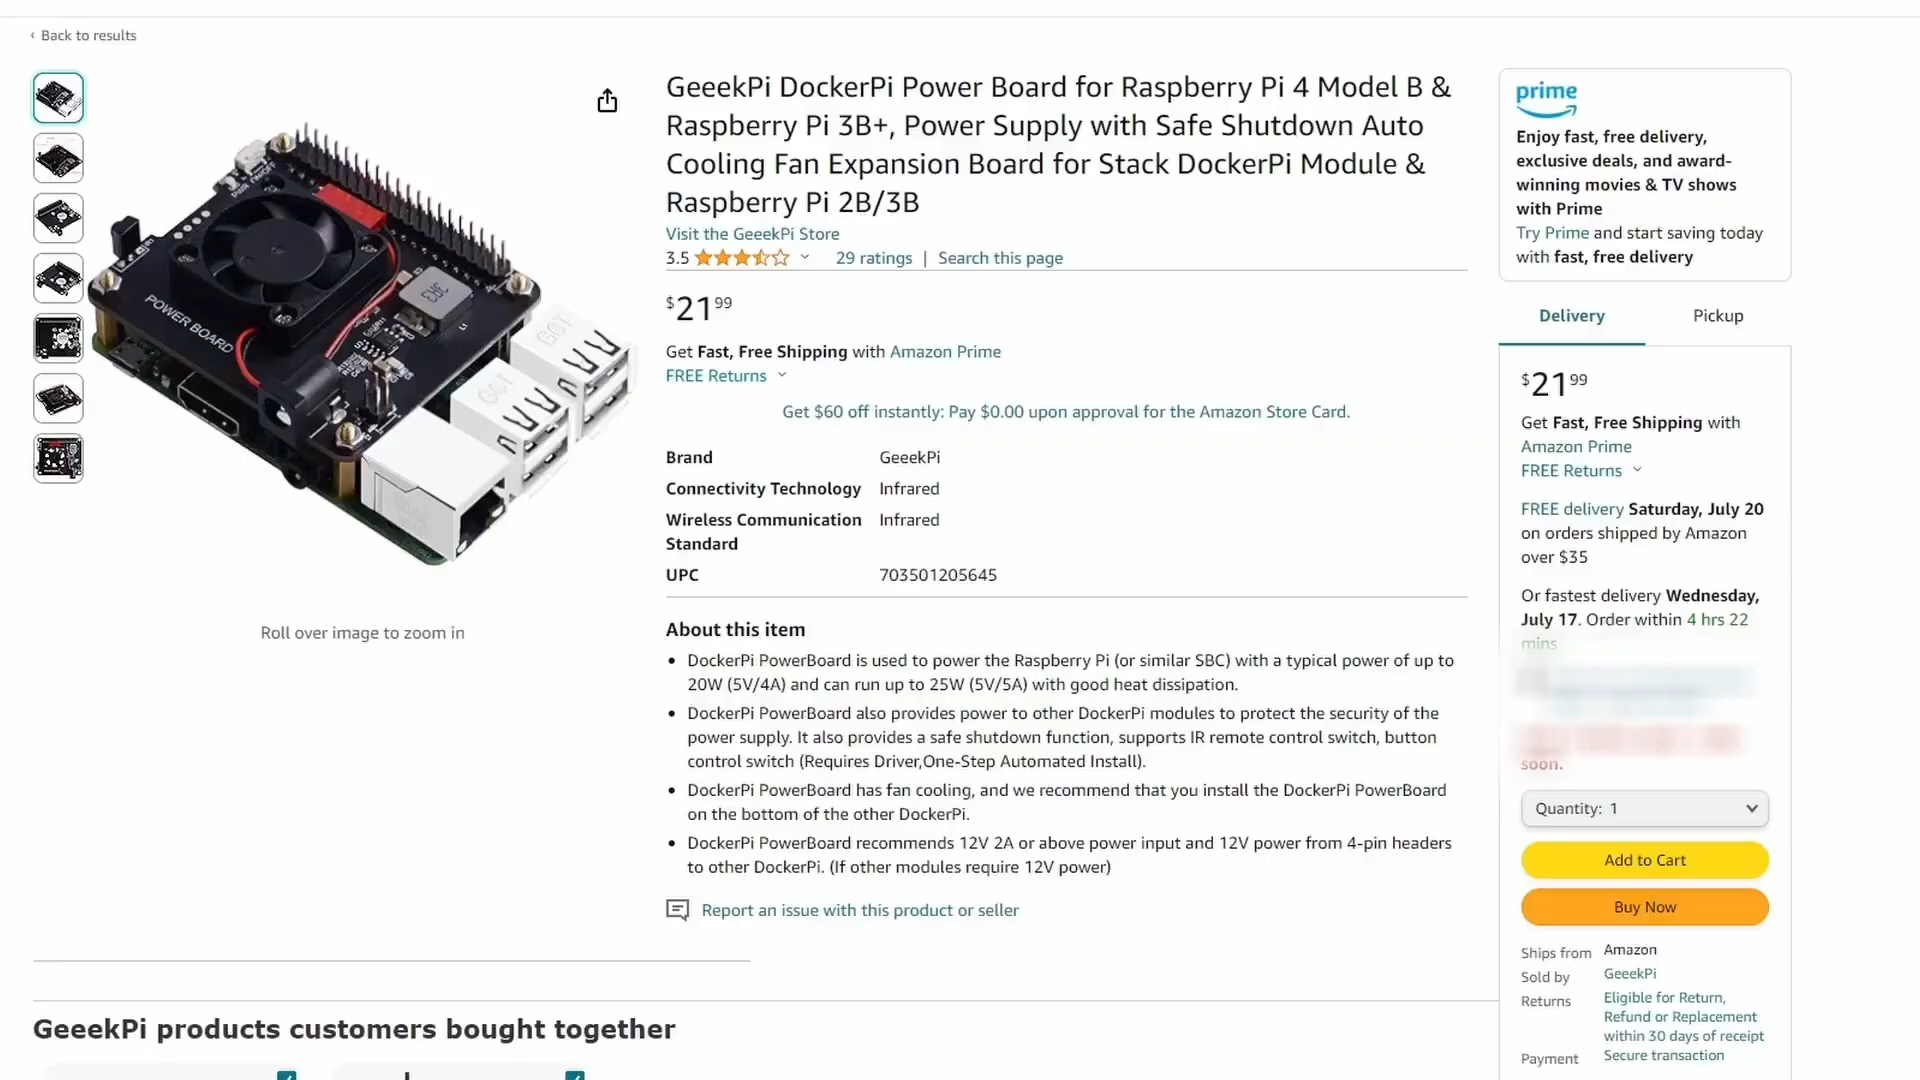 ‹ Back to results
GeeekPi DockerPi Power Board for Raspberry Pi 4 Model B &
Raspberry Pi 3B+, Power Supply with Safe Shutdown Auto
Cooling Fan Expansion Board for Stack DockerPi Module &
Raspberry Pi 2B/3B
Visit the GeeekPi Store
3.5 29 ratings | Search this page
$21 99
Get Fast, Free Shipping with Amazon Prime
FREE Returns
Get $60 off instantly: Pay $0.00 upon approval for the Amazon Store Card.
Brand GeeekPi
Connectivity Technology Infrared
Wireless Communication Infrared
Standard
UPC 703501205645
About this item
• DockerPi PowerBoard is used to power the Raspberry Pi (or similar SBC) with a typical power of up to
20W (5V/4A) and can run up to 25W (5V/5A) with good heat dissipation.
• DockerPi PowerBoard also provides power to other DockerPi modules to protect the security of the
power supply. It also provides a safe shutdown function, supports IR remote control switch, button
control switch (Requires Driver,One-Step Automated Install).
• DockerPi PowerBoard has fan cooling, and we recommend that you install the DockerPi PowerBoard
on the bottom of the other DockerPi.
• DockerPi PowerBoard recommends 12V 2A or above power input and 12V power from 4-pin headers
to other DockerPi. (If other modules require 12V power)
Report an issue with this product or seller
POWER BOARD
GCT
GCT
Roll over image to zoom in
prime
Enjoy fast, free delivery,
exclusive deals, and award-
winning movies & TV shows
with Prime
Try Prime and start saving today
with fast, free delivery
Delivery Pickup
$21 99
Get Fast, Free Shipping with
Amazon Prime
FREE Returns
FREE delivery Saturday, July 20
on orders shipped by Amazon
over $35
Or fastest delivery Wednesday,
July 17. Order within 4 hrs 22
mins
soon.
Quantity: 1
Add to Cart
Buy Now
Ships from Amazon
Sold by GeeekPi
Returns Eligible for Return,
Refund or Replacement
within 30 days of receipt
Payment Secure transaction
GeeekPi products customers bought together